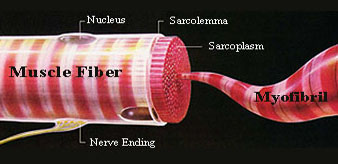 Nucleus
Sarcolemma
Sarcoplasm
Muscle Fiber
Myofibril
Nerve Ending